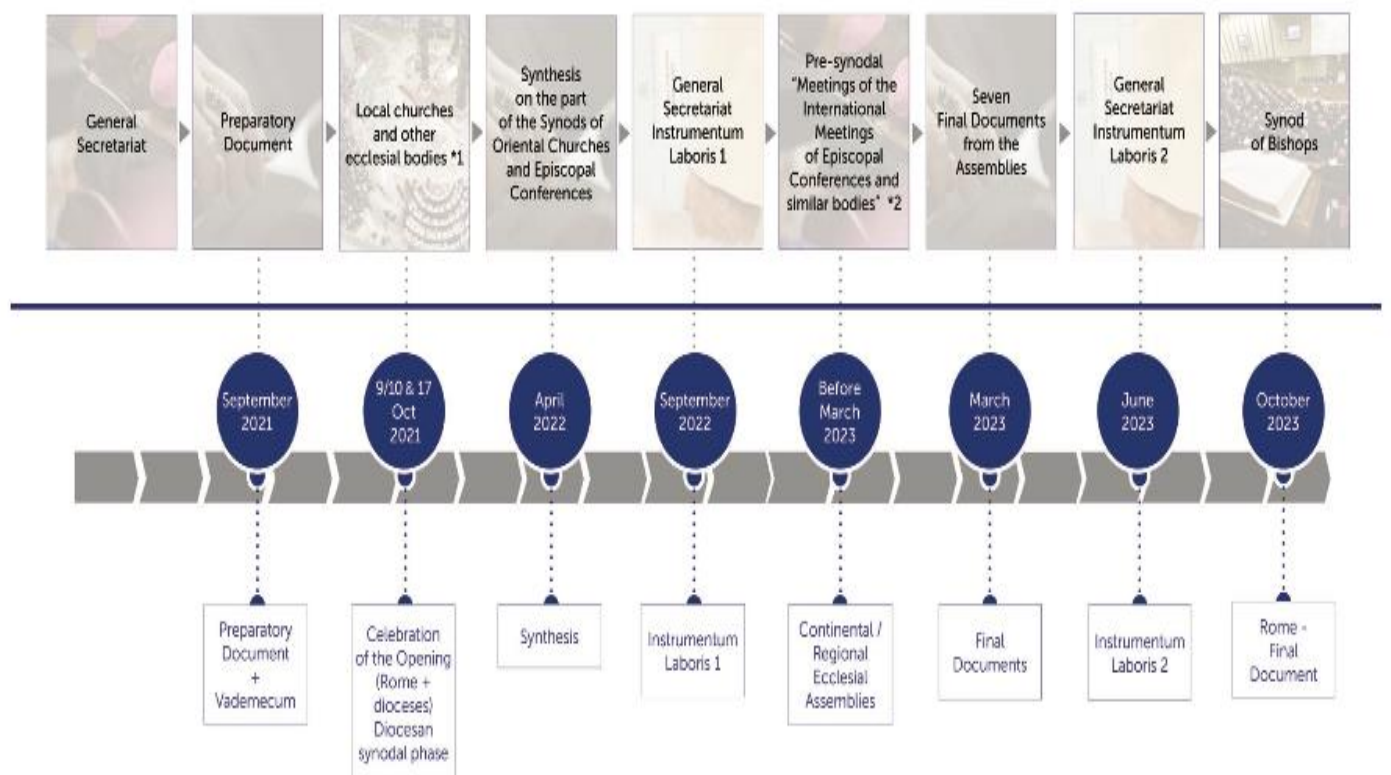 General
Secretariat
Preparatory
Document
Local churches
and other
ecclesial bodies *1
Synthesis
on the part
of the Synods of
Oriental Churches
and Episcopal
Conferences
General
Secretariat
Instrumentum
Laboris 1
Pre-synodal
"Meetings of the
International
Meetings
of Episcopal
Conferences and
similar bodies" *2
Seven
Final Documents
from the
Assemblies
General
Secretariat
Instrumentum
Laboris 2
Synod
of Bishops
September
2021
9/10 & 17
Oct
2021
April
2022
September
2022
Before
March
2023
March
2023
June
2023
October
2023
Preparatory
Document
+
Vademecum
Celebration
of the Opening
(Rome +
dioceses)
Diocesan
synodal phase
Synthesis
Instrumentum
Laboris 1
Continental /
Regional
Ecclesial
Assemblies
Final
Documents
Instrumentum
Laboris 2
Rome -
Final
Document